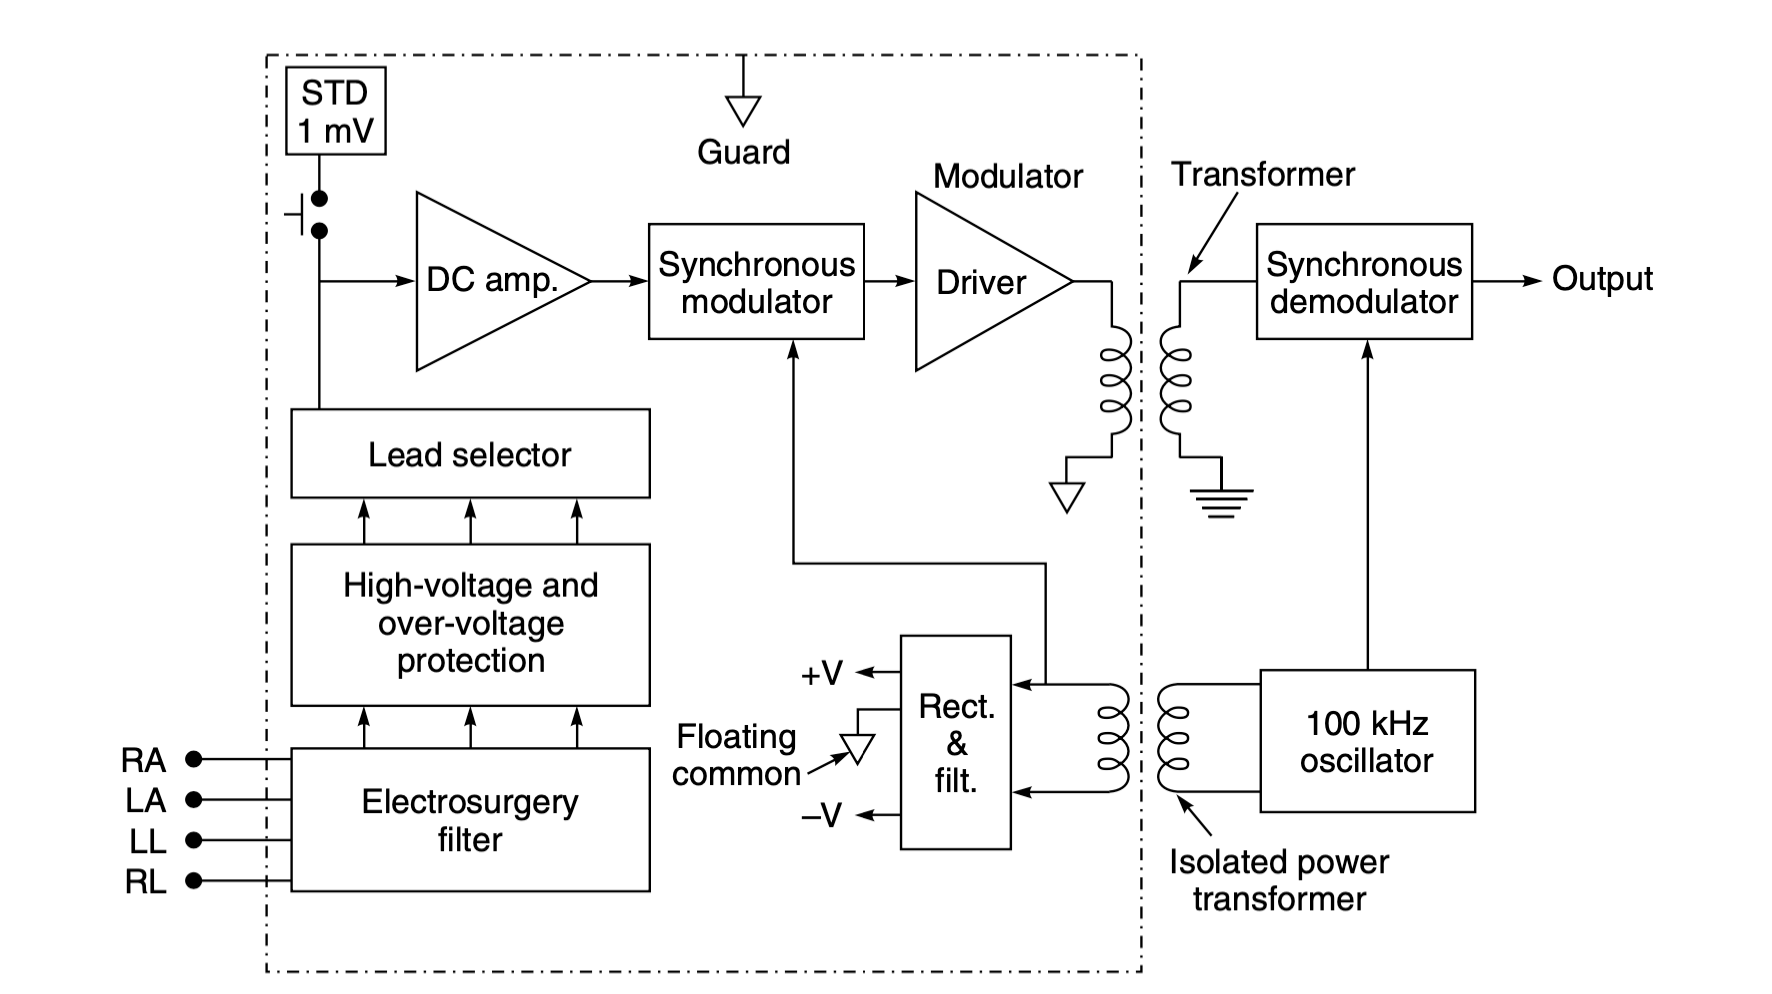 STD
1 mV
Guard
Modulator
Transformer
DC amp.
Synchronous
modulator
Driver
Synchronous
demodulator
Output
Lead selector
High-voltage and
over-voltage
protection
+V
Floating
common
–V
Rect.
&
filt.
100 kHz
oscillator
RA
LA
LL
RL
Electrosurgery
filter
Isolated power
transformer